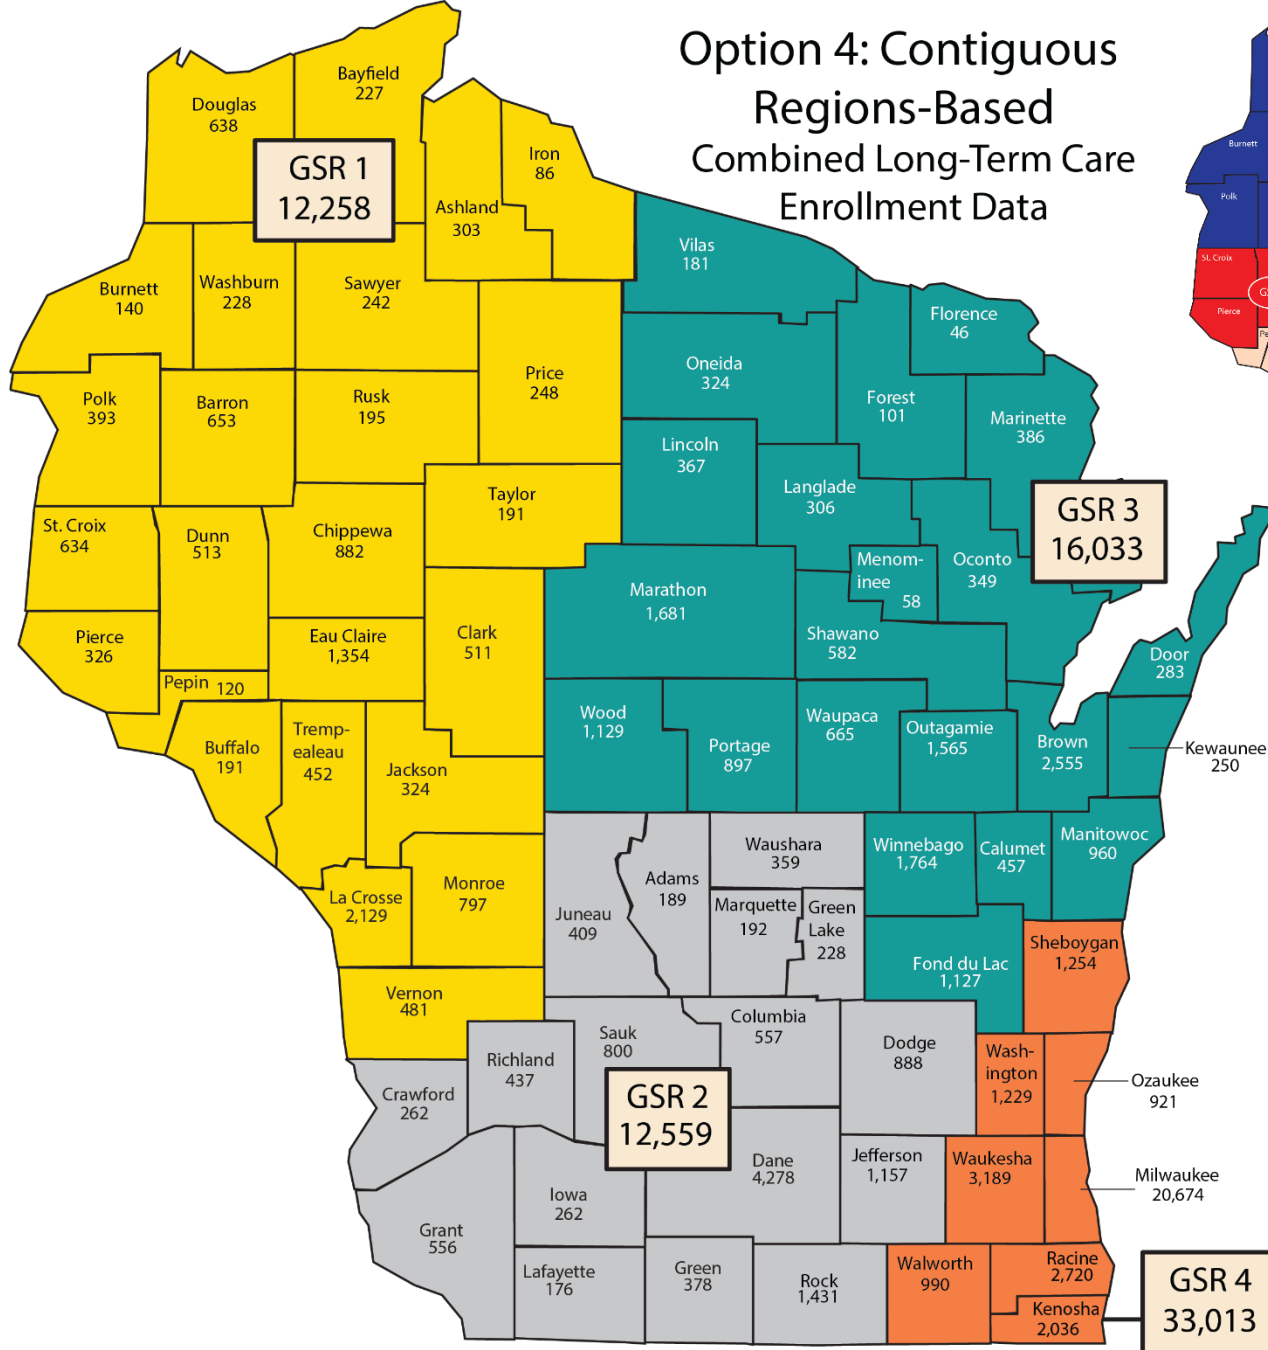 Option 4: Contiguous
Regions-Based
Combined Long-Term Care
Enrollment Data
Bayfield
227
Douglas
638
Iron
86
GSR 1
12,258
Ashland
303
Vilas
181
Burnett
140
Washburn
228
Sawyer
242
Florence
46
Oneida
324
Price
248
Polk
393
Barron
653
Rusk
195
Forest
101
Marinette
386
Lincoln
367
Langlade
306
Taylor
191
GSR 3
16,033
St. Croix
634
Dunn
513
Chippewa
882
Menom-
inee
58
Oconto
349
Marathon
1,681
Pierce
326
Eau Claire
1,354
Clark
511
Shawano
582
Door
283
Pepin 120
Wood
1,129
Portage
897
Waupaca
665
Outagamie
1,565
Brown
2,555
Kewaunee
250
Buffalo
191
Tremp-
ealeau
452
Jackson
324
Waushara
359
Winnebago
1,764
Calumet
457
Manitowoc
960
La Crosse
2,129
Monroe
797
Juneau
409
Adams
189
Marquette
192
Green
Lake
228
Sheboygan
1,254
Fond du Lac
1,127
Vernon
481
Columbia
557
Sauk
800
Dodge
888
Wash-
ington
1,229
Ozaukee
921
Richland
437
Crawford
262
GSR 2
12,559
Dane
4,278
Jefferson
1,157
Waukesha
3,189
Milwaukee
20,674
Iowa
262
Grant
556
Lafayette
176
Green
378
Rock
1,431
Walworth
990
Racine
2,720
Kenosha
2,036
GSR 4
33,013
Burnett
Polk
St. Croix
Pierce